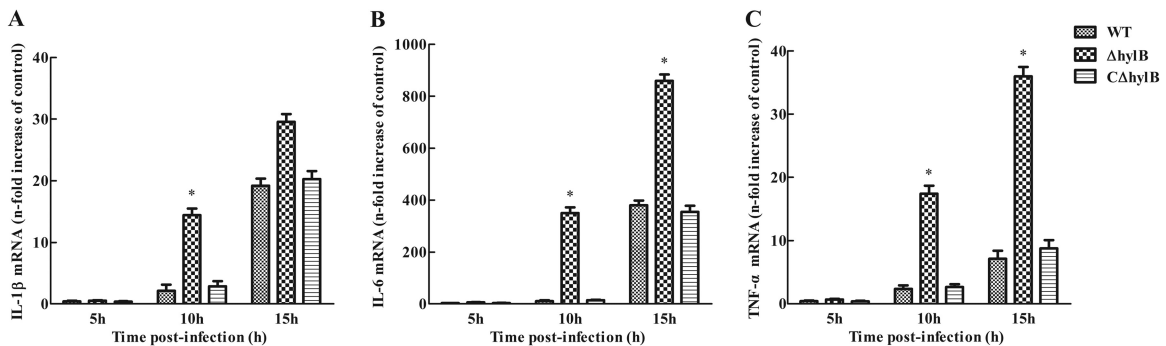 A
IL-1β mRNA (n-fold increase of control)
40
30
20
10
0
*
5h
10h
15h
Time post-infection (h)
B
IL-6 mRNA (n-fold increase of control)
1000
800
600
400
200
0
*
*
5h
10h
15h
Time post-infection (h)
C
TNF-α mRNA (n-fold increase of control)
40
30
20
10
0
*
*
5h
10h
15h
Time post-infection (h)
WT
ΔhylB
CΔhylB